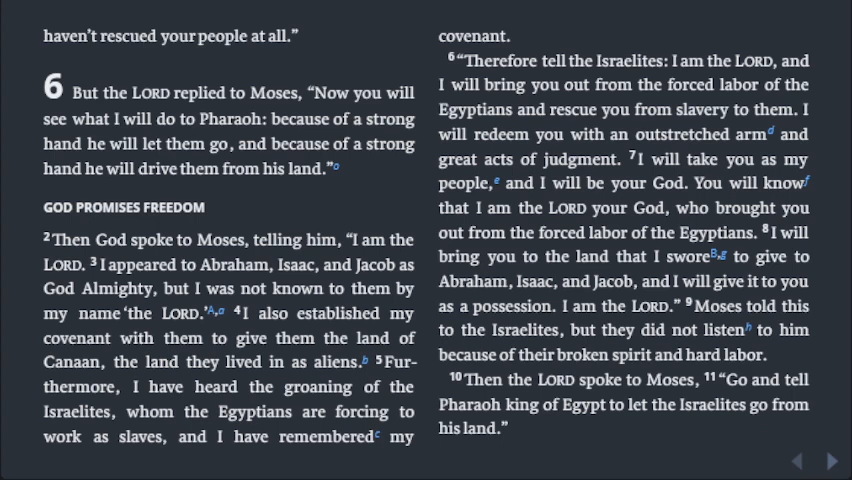 haven't rescued your people at all.”
6 But the LORD replied to Moses, “Now you will
see what I will do to Pharaoh: because of a strong
hand he will let them go, and because of a strong
hand he will drive them from his land.”o
GOD PROMISES FREEDOM
2 Then God spoke to Moses, telling him, “I am the
LORD. 3 I appeared to Abraham, Isaac, and Jacob as
God Almighty, but I was not known to them by
my name ‘the LORD.’A,a 4 I also established my
covenant with them to give them the land of
Canaan, the land they lived in as aliens.b 5 Fur-
thermore, I have heard the groaning of the
Israelites, whom the Egyptians are forcing to
work as slaves, and I have remembered c my
covenant.
6 “Therefore tell the Israelites: I am the LORD, and
I will bring you out from the forced labor of the
Egyptians and rescue you from slavery to them. I
will redeem you with an outstretched arm d and
great acts of judgment. 7 I will take you as my
people,e and I will be your God. You will know f
that I am the LORD your God, who brought you
out from the forced labor of the Egyptians. 8 I will
bring you to the land that I swore B,g to give to
Abraham, Isaac, and Jacob, and I will give it to you
as a possession. I am the LORD.” 9 Moses told this
to the Israelites, but they did not listen h to him
because of their broken spirit and hard labor.
10 Then the LORD spoke to Moses, 11 “Go and tell
Pharaoh king of Egypt to let the Israelites go from
his land.”